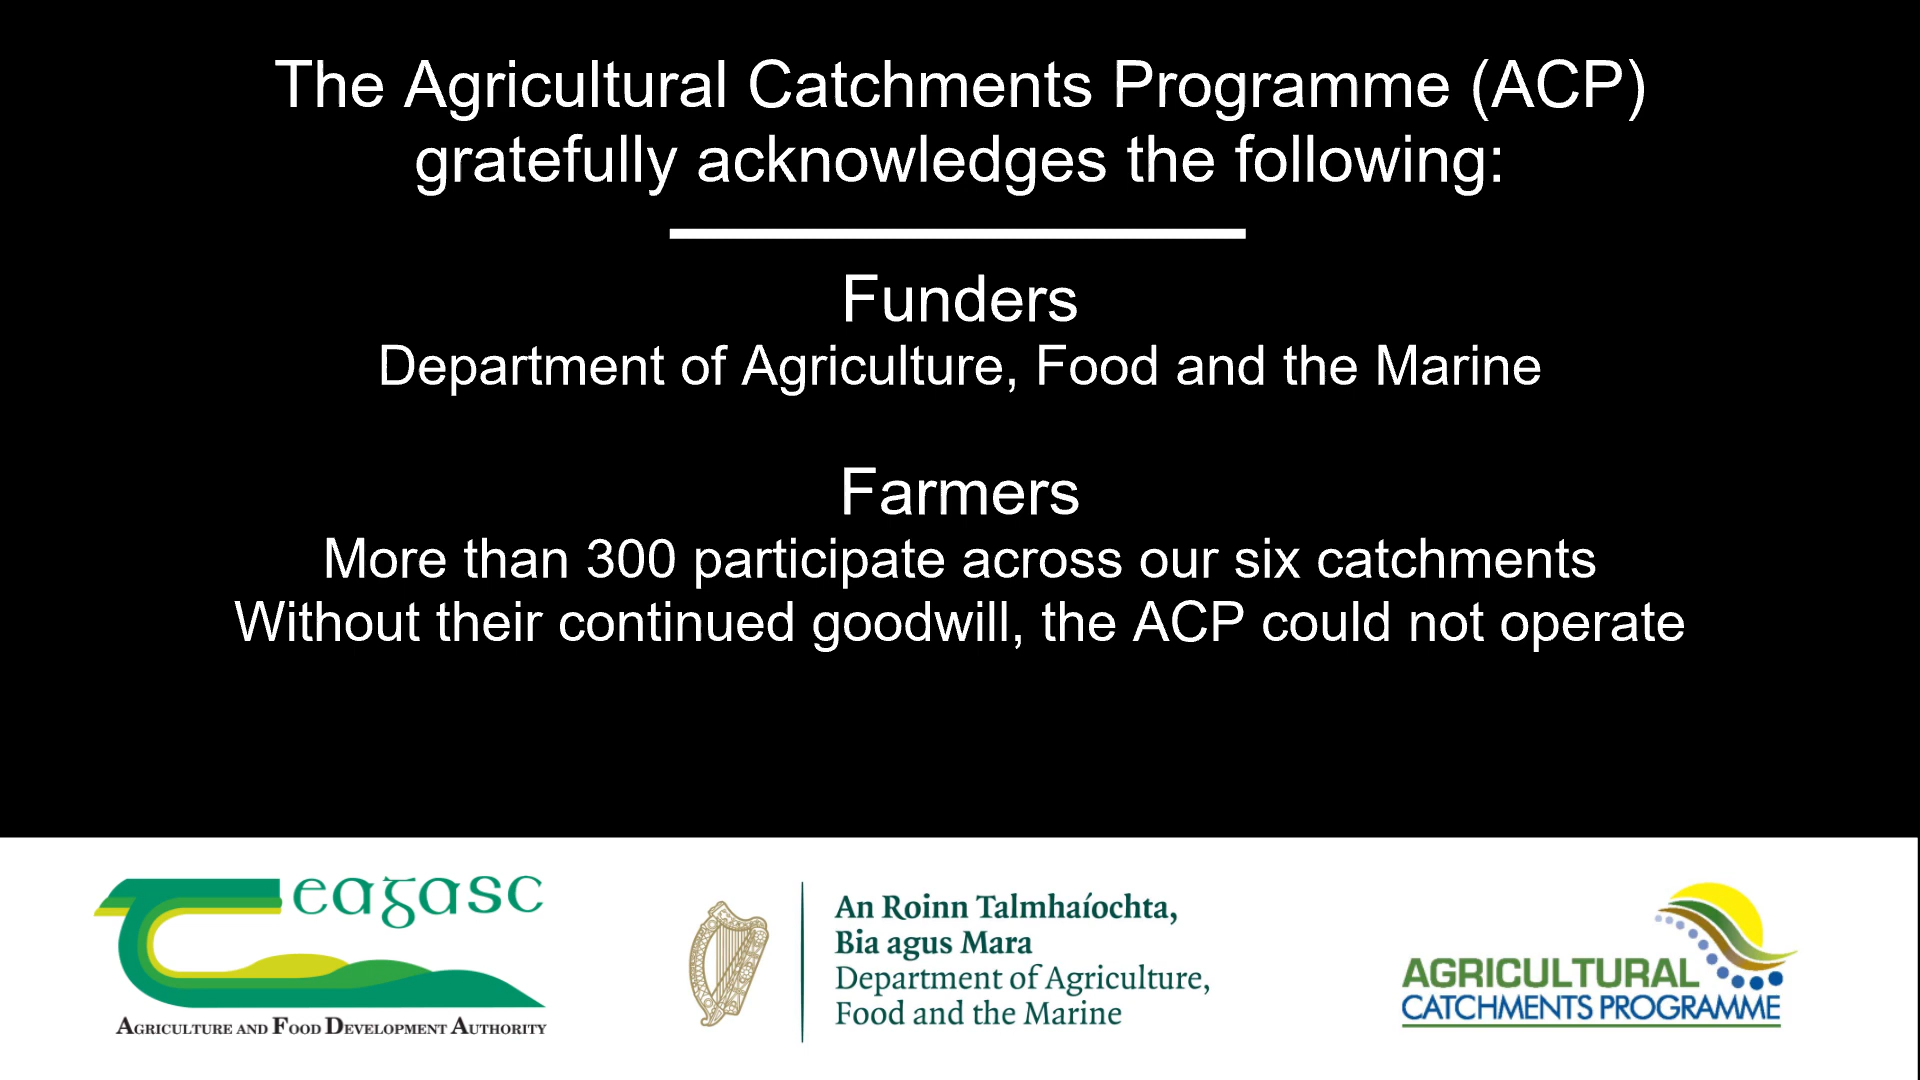 The Agricultural Catchments Programme (ACP)
gratefully acknowledges the following:
Funders
Department of Agriculture, Food and the Marine
Farmers
More than 300 participate across our six catchments
Without their continued goodwill, the ACP could not operate
Teagasc
Agriculture and Food Development Authority
An Roinn Talmhaíochta,
Bia agus Mara
Department of Agriculture,
Food and the Marine
AGRICULTURAL
CATCHMENTS PROGRAMME